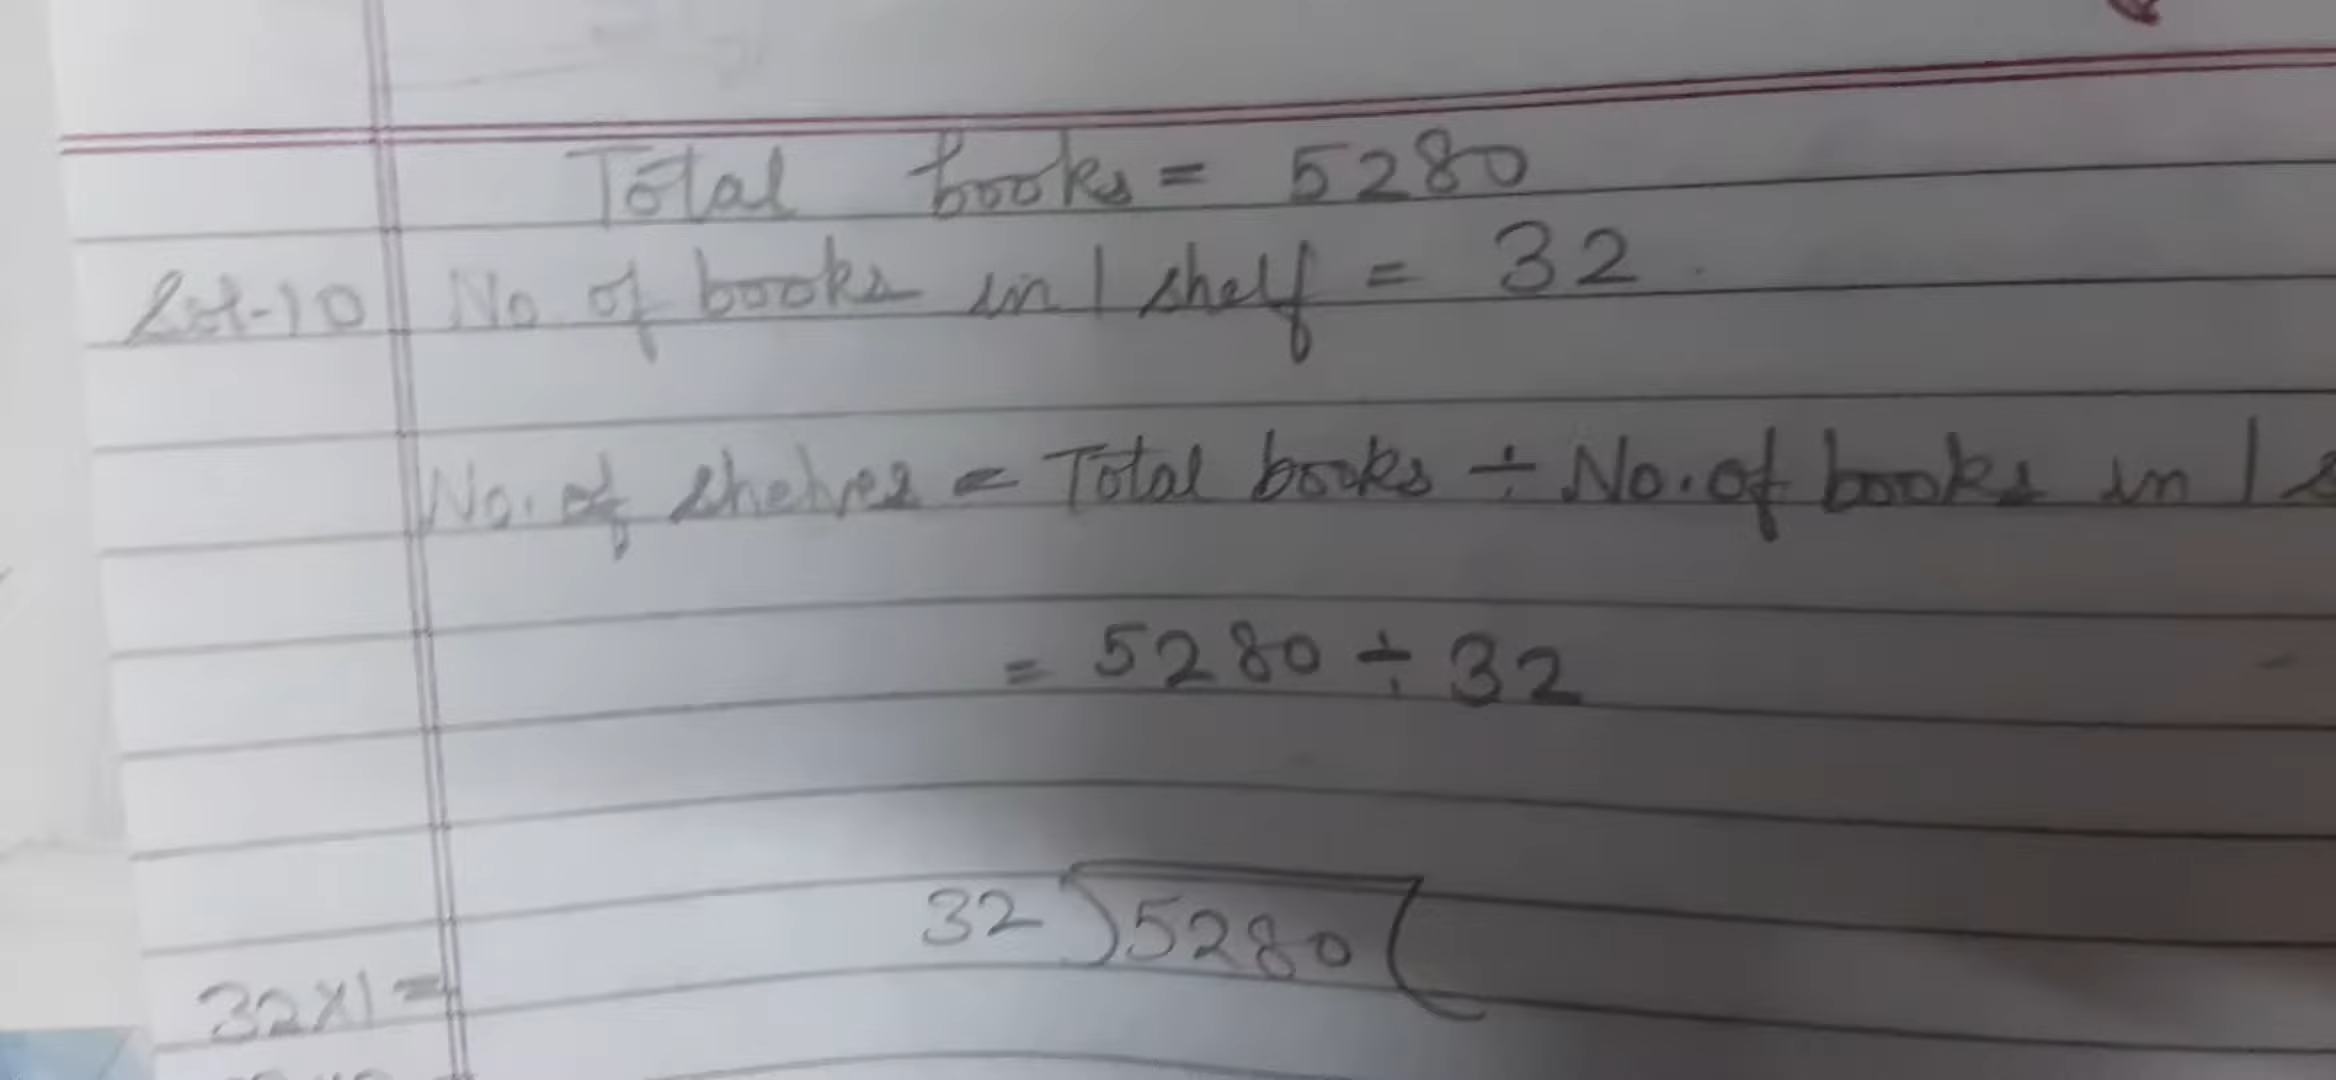 Total books = 5280
No. of books in 1 shelf = 32
No. of shelves = Total books ÷ No. of books in 1
= 5280 ÷ 32
32 ) 5280 (
32×1 =